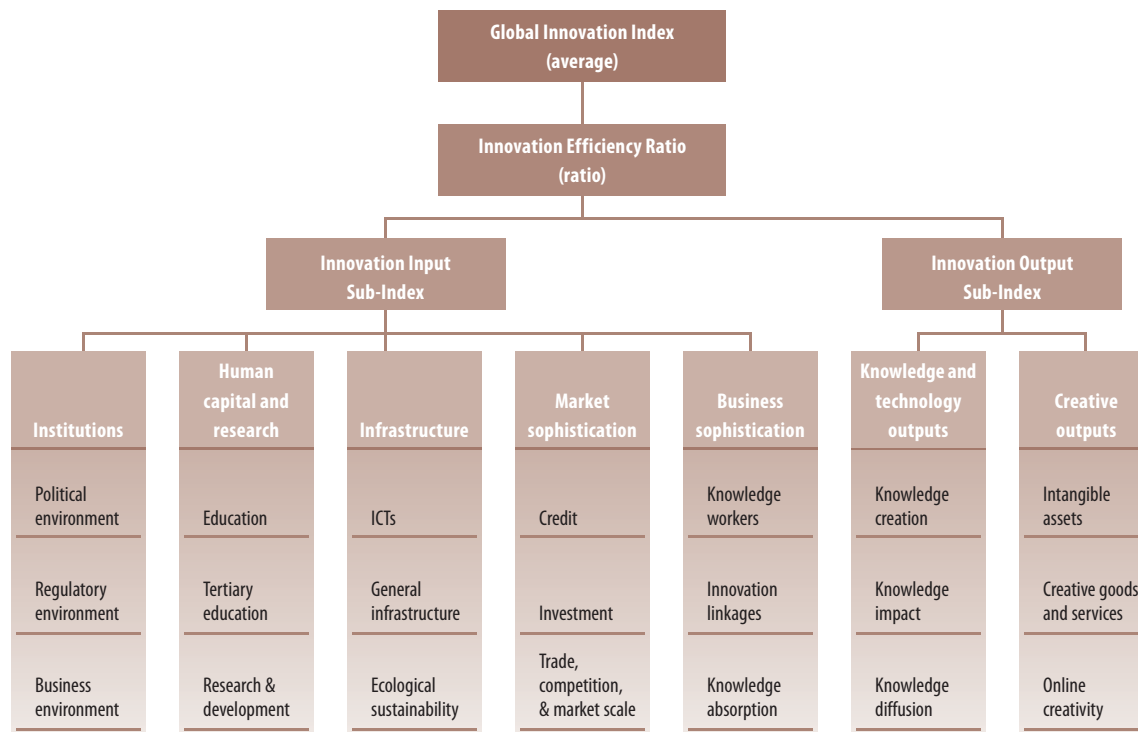 Global Innovation Index
(average)
Innovation Efficiency Ratio
(ratio)
Innovation Input
Sub-Index
Innovation Output
Sub-Index
Institutions
Human
capital and
research
Infrastructure
Market
sophistication
Business
sophistication
Knowledge and
technology
outputs
Creative
outputs
Political
environment
Education
ICTs
Credit
Knowledge
workers
Knowledge
creation
Intangible
assets
Regulatory
environment
Tertiary
education
General
infrastructure
Investment
Innovation
linkages
Knowledge
impact
Creative goods
and services
Business
environment
Research &
development
Ecological
sustainability
Trade,
competition,
& market scale
Knowledge
absorption
Knowledge
diffusion
Online
creativity